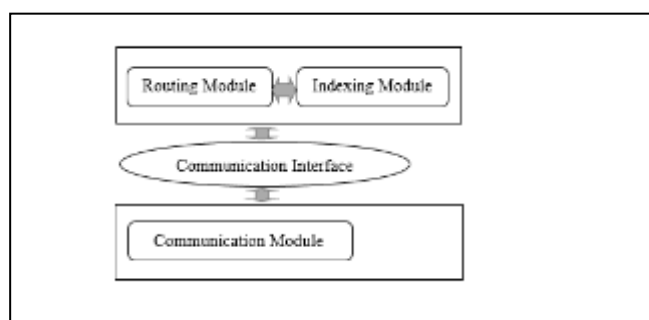 Routing Module
Indexing Module
Communication Interface
Communication Module